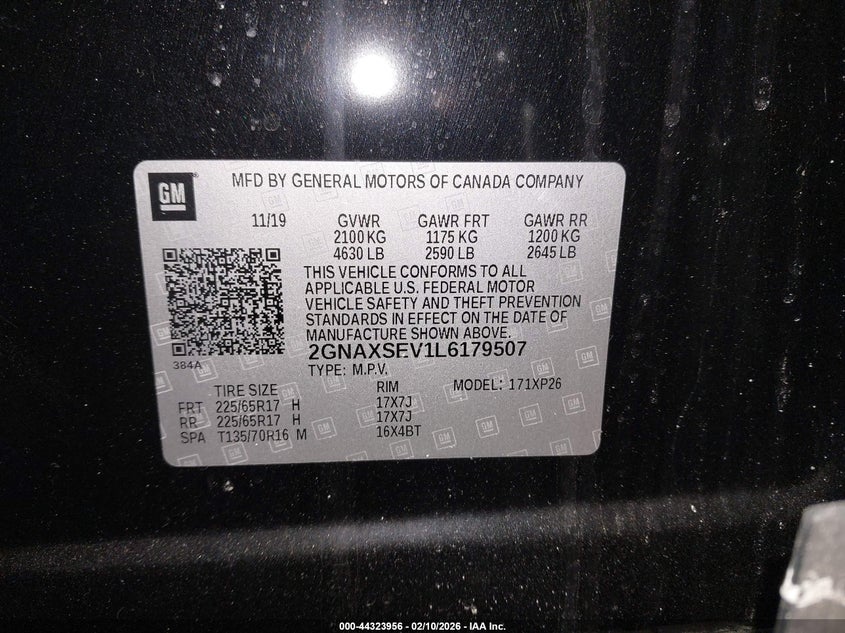 GM
MFD BY GENERAL MOTORS OF CANADA COMPANY
11/19 GVWR GAWR FRT GAWR RR
2100 KG 1175 KG 1200 KG
4630 LB 2590 LB 2645 LB
THIS VEHICLE CONFORMS TO ALL
APPLICABLE U.S. FEDERAL MOTOR
VEHICLE SAFETY AND THEFT PREVENTION
STANDARDS IN EFFECT ON THE DATE OF
MANUFACTURE SHOWN ABOVE.
2GNAXSEV1L6179507
384A
TYPE: M.P.V.
TIRE SIZE RIM MODEL: 171XP26
FRT 225/65R17 H 17X7J
RR 225/65R17 H 17X7J
SPA T135/70R16 M 16X4BT
000-44323956 - 02/10/2026 - IAA Inc.